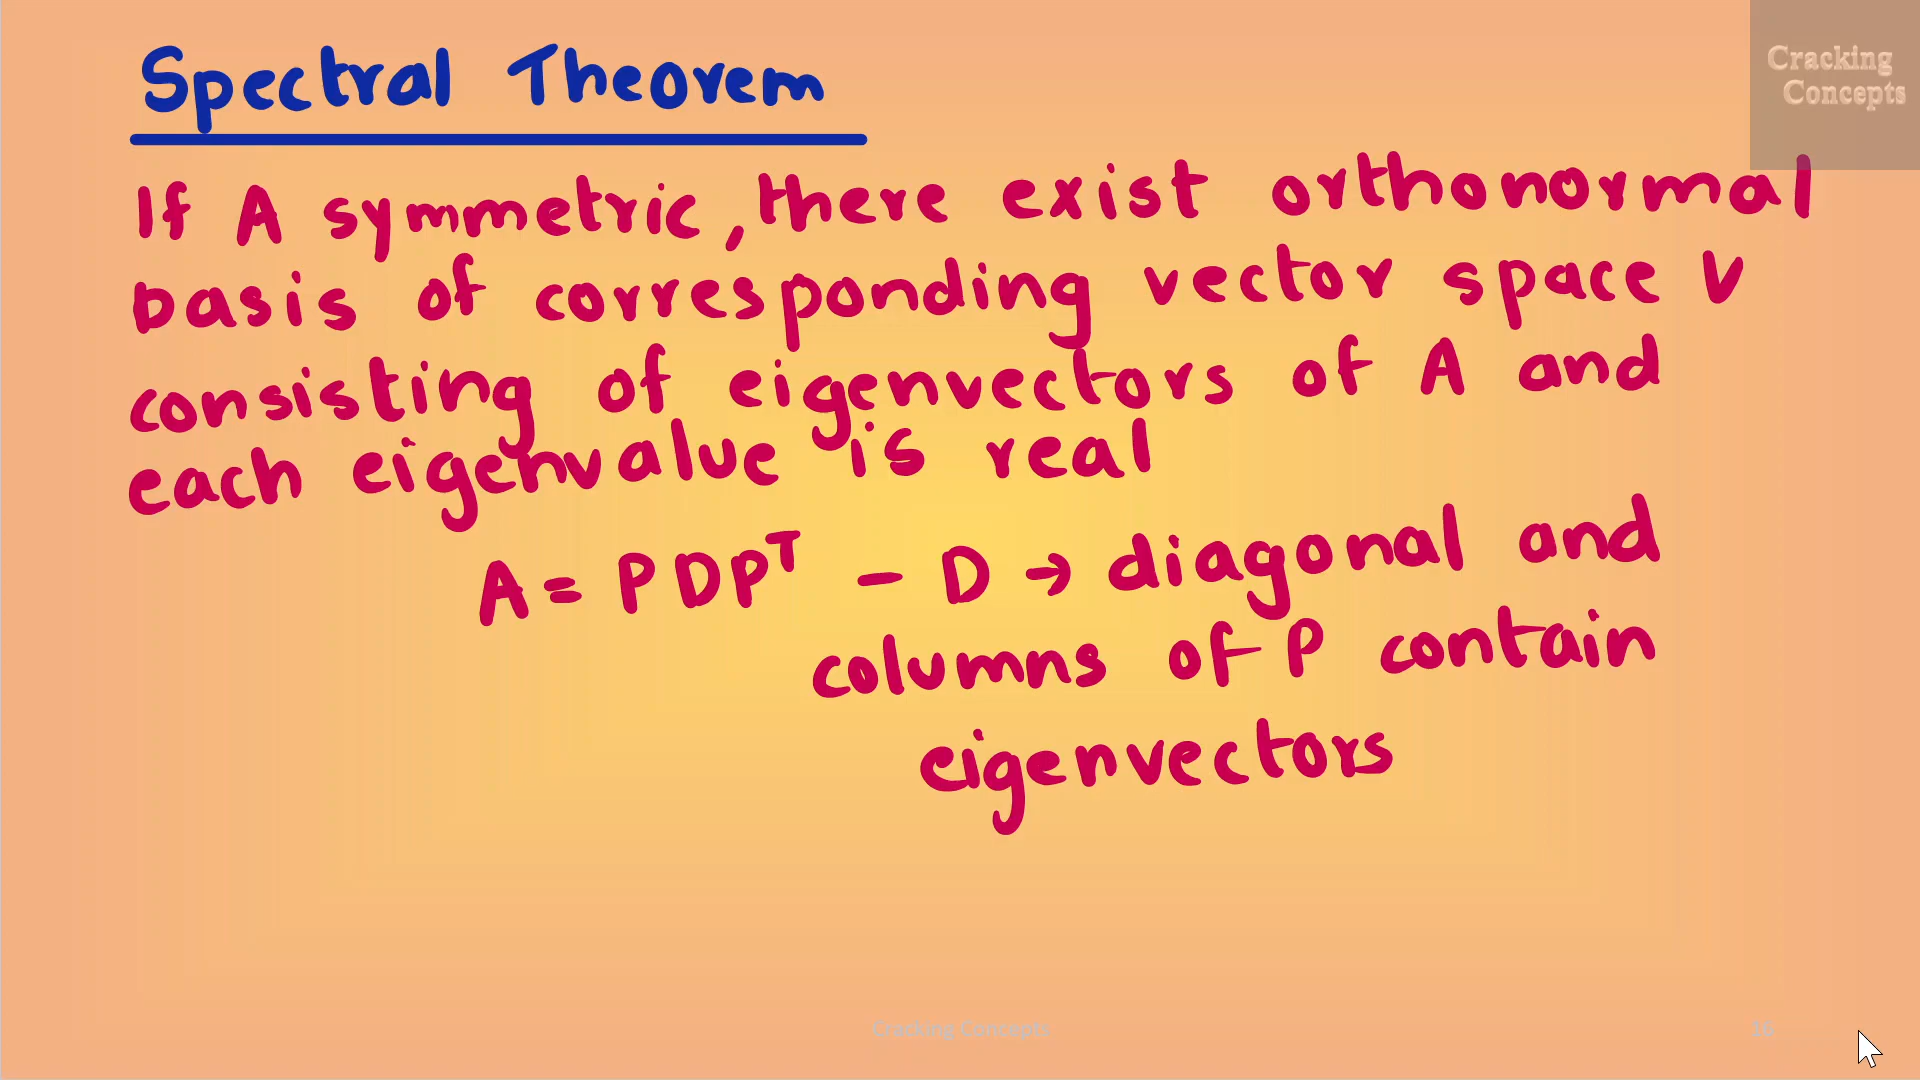 Spectral Theorem
Cracking
Concepts
If A symmetric, there exist orthonormal
basis of corresponding vector space V
consisting of eigenvectors of A and
each eigenvalue is real
A = PDPᵀ – D → diagonal and
columns of P contain
eigenvectors
Cracking Concepts
16